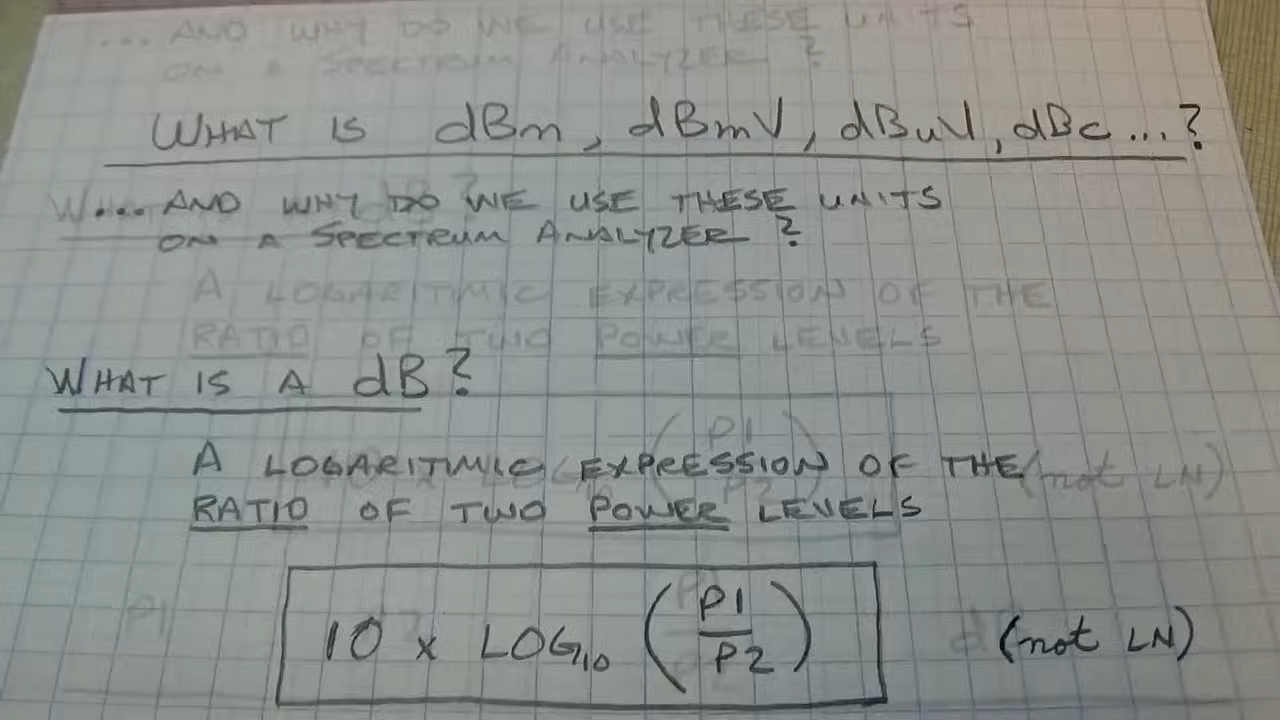 WHAT IS dBm, dBmV, dBuV, dBc...?
...AND WHY DO WE USE THESE UNITS
ON A SPECTRUM ANALYZER?
WHAT IS A dB?
A LOGARITMIC EXPRESSION OF THE
RATIO OF TWO POWER LEVELS
10 x LOG10 (P1/P2) (not LN)